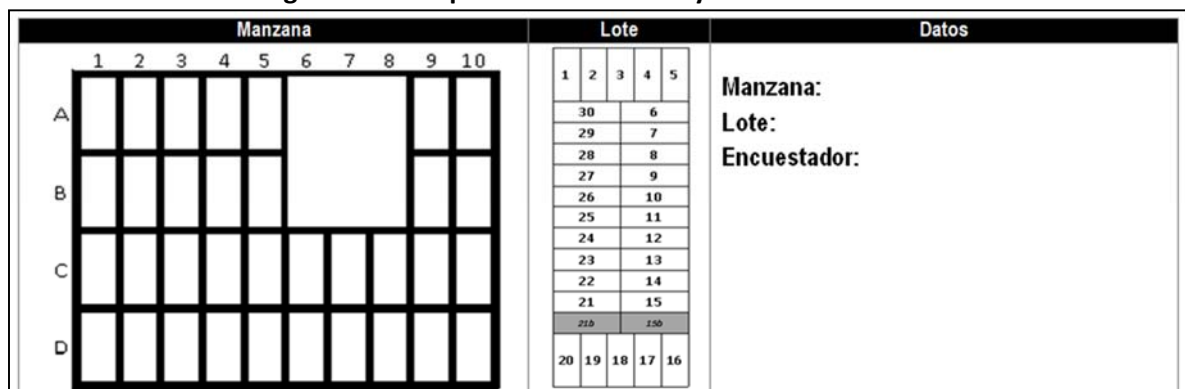 Manzana Lote Datos
1 2 3 4 5 6 7 8 9 10
A
B
C
D
1 2 3 4 5
30 6
29 7
28 8
27 9
26 10
25 11
24 12
23 13
22 14
21 15
21b 15b
20 19 18 17 16
Manzana:
Lote:
Encuestador: